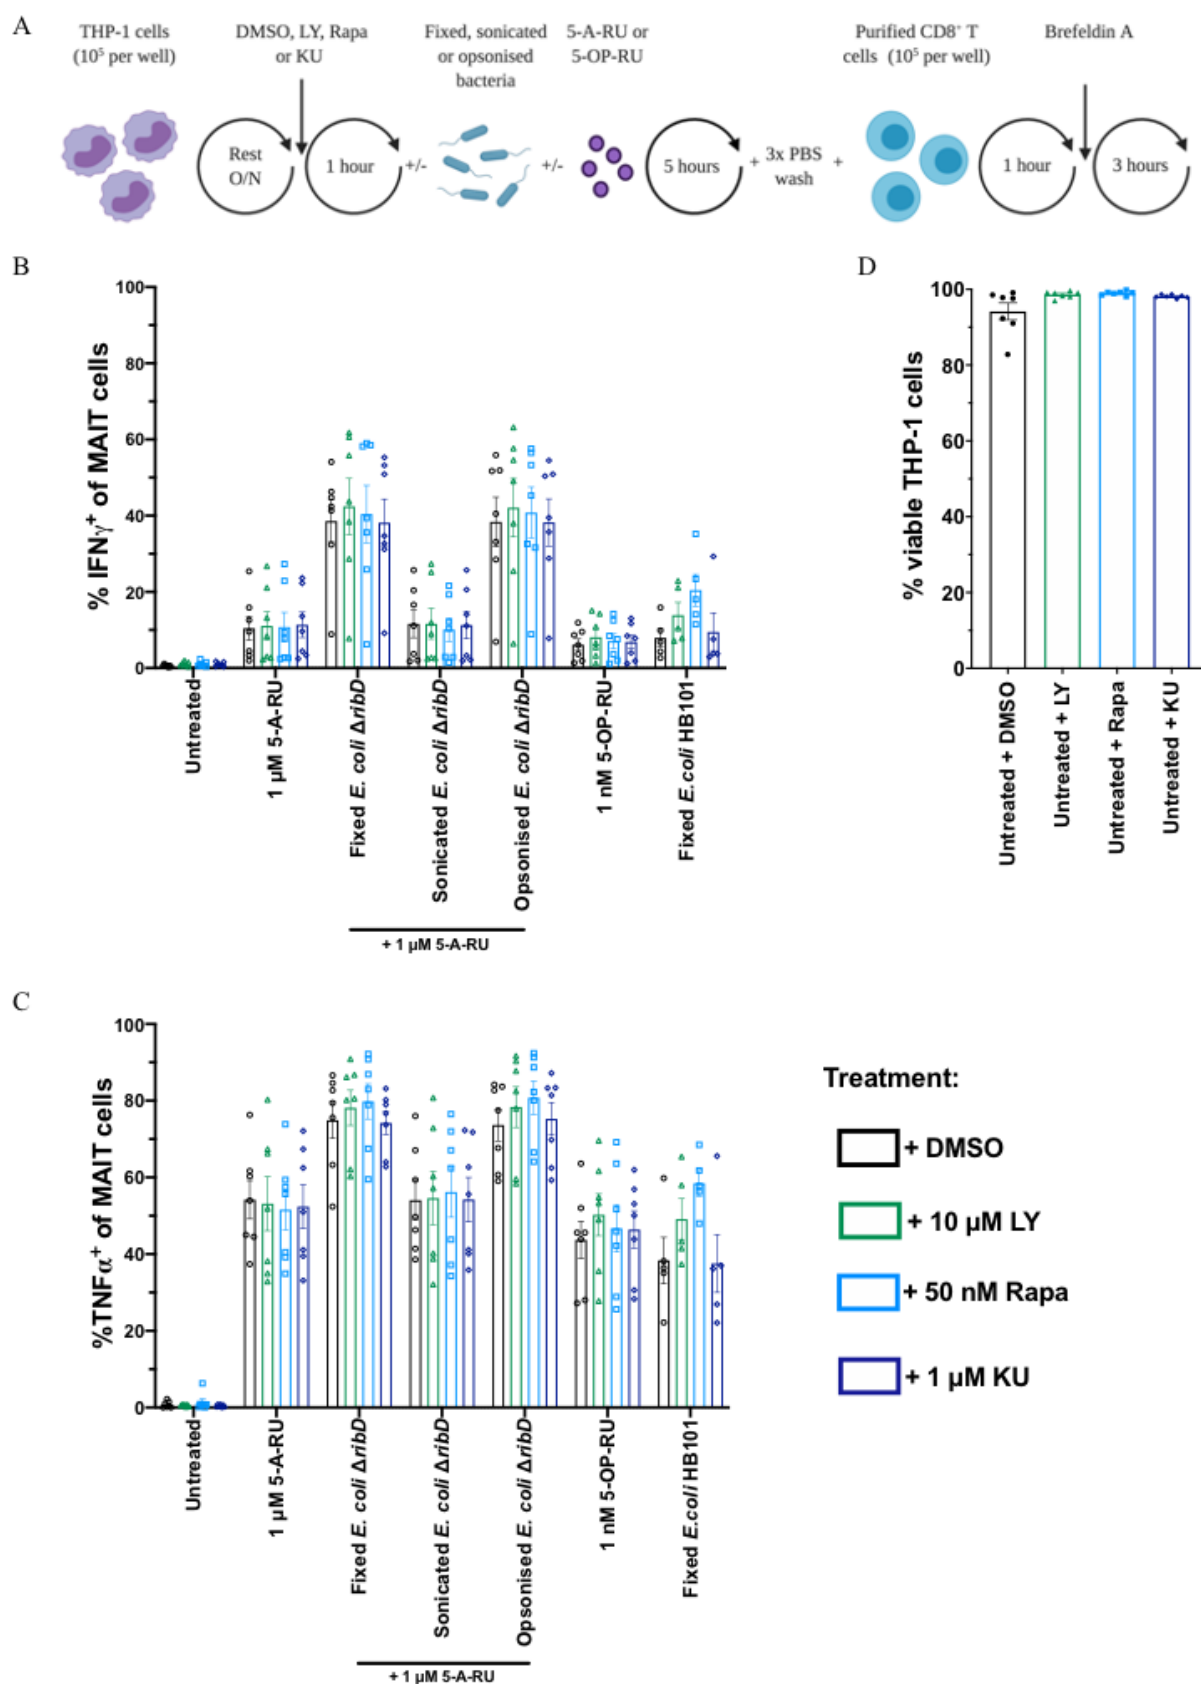 A
THP-1 cells
(10⁵ per well)
DMSO, LY, Rapa
or KU
Fixed, sonicated
or opsonised
bacteria
5-A-RU or
5-OP-RU
Purified CD8⁺ T
cells (10⁵ per well)
Brefeldin A
Rest
O/N
1 hour
+/-
+/-
5 hours
+ 3x PBS
wash
+
1 hour
3 hours
B
% IFNγ⁺ of MAIT cells
100
80
60
40
20
0
Untreated
1 µM 5-A-RU
Fixed E. coli ΔribD
Sonicated E. coli ΔribD
Opsonised E. coli ΔribD
1 nM 5-OP-RU
Fixed E.coli HB101
+ 1 µM 5-A-RU
D
% viable THP-1 cells
100
80
60
40
20
0
Untreated + DMSO
Untreated + LY
Untreated + Rapa
Untreated + KU
C
%TNFα⁺ of MAIT cells
100
80
60
40
20
0
Untreated
1 µM 5-A-RU
Fixed E. coli ΔribD
Sonicated E. coli ΔribD
Opsonised E. coli ΔribD
1 nM 5-OP-RU
Fixed E.coli HB101
+ 1 µM 5-A-RU
Treatment:
+ DMSO
+ 10 µM LY
+ 50 nM Rapa
+ 1 µM KU